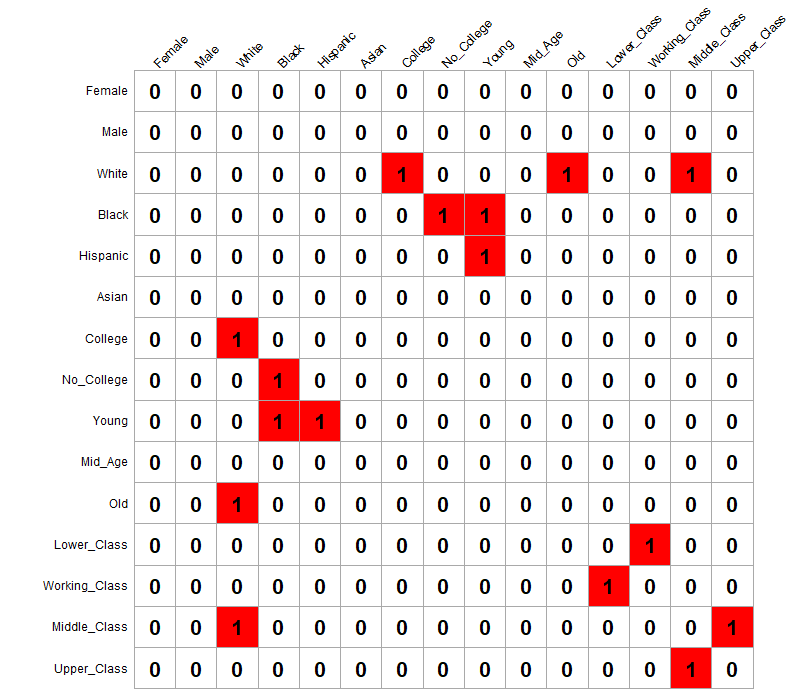 Female Male White Black Hispanic Asian College No_College Young Mid_Age Old Lower_Class Working_Class Middle_Class Upper_Class
Female 0 0 0 0 0 0 0 0 0 0 0 0 0 0 0
Male 0 0 0 0 0 0 0 0 0 0 0 0 0 0 0
White 0 0 0 0 0 0 1 0 0 0 1 0 0 1 0
Black 0 0 0 0 0 0 0 1 1 0 0 0 0 0 0
Hispanic 0 0 0 0 0 0 0 0 1 0 0 0 0 0 0
Asian 0 0 0 0 0 0 0 0 0 0 0 0 0 0 0
College 0 0 1 0 0 0 0 0 0 0 0 0 0 0 0
No_College 0 0 0 1 0 0 0 0 0 0 0 0 0 0 0
Young 0 0 0 1 1 0 0 0 0 0 0 0 0 0 0
Mid_Age 0 0 0 0 0 0 0 0 0 0 0 0 0 0 0
Old 0 0 1 0 0 0 0 0 0 0 0 0 0 0 0
Lower_Class 0 0 0 0 0 0 0 0 0 0 0 0 1 0 0
Working_Class 0 0 0 0 0 0 0 0 0 0 0 1 0 0 0
Middle_Class 0 0 1 0 0 0 0 0 0 0 0 0 0 0 1
Upper_Class 0 0 0 0 0 0 0 0 0 0 0 0 0 1 0